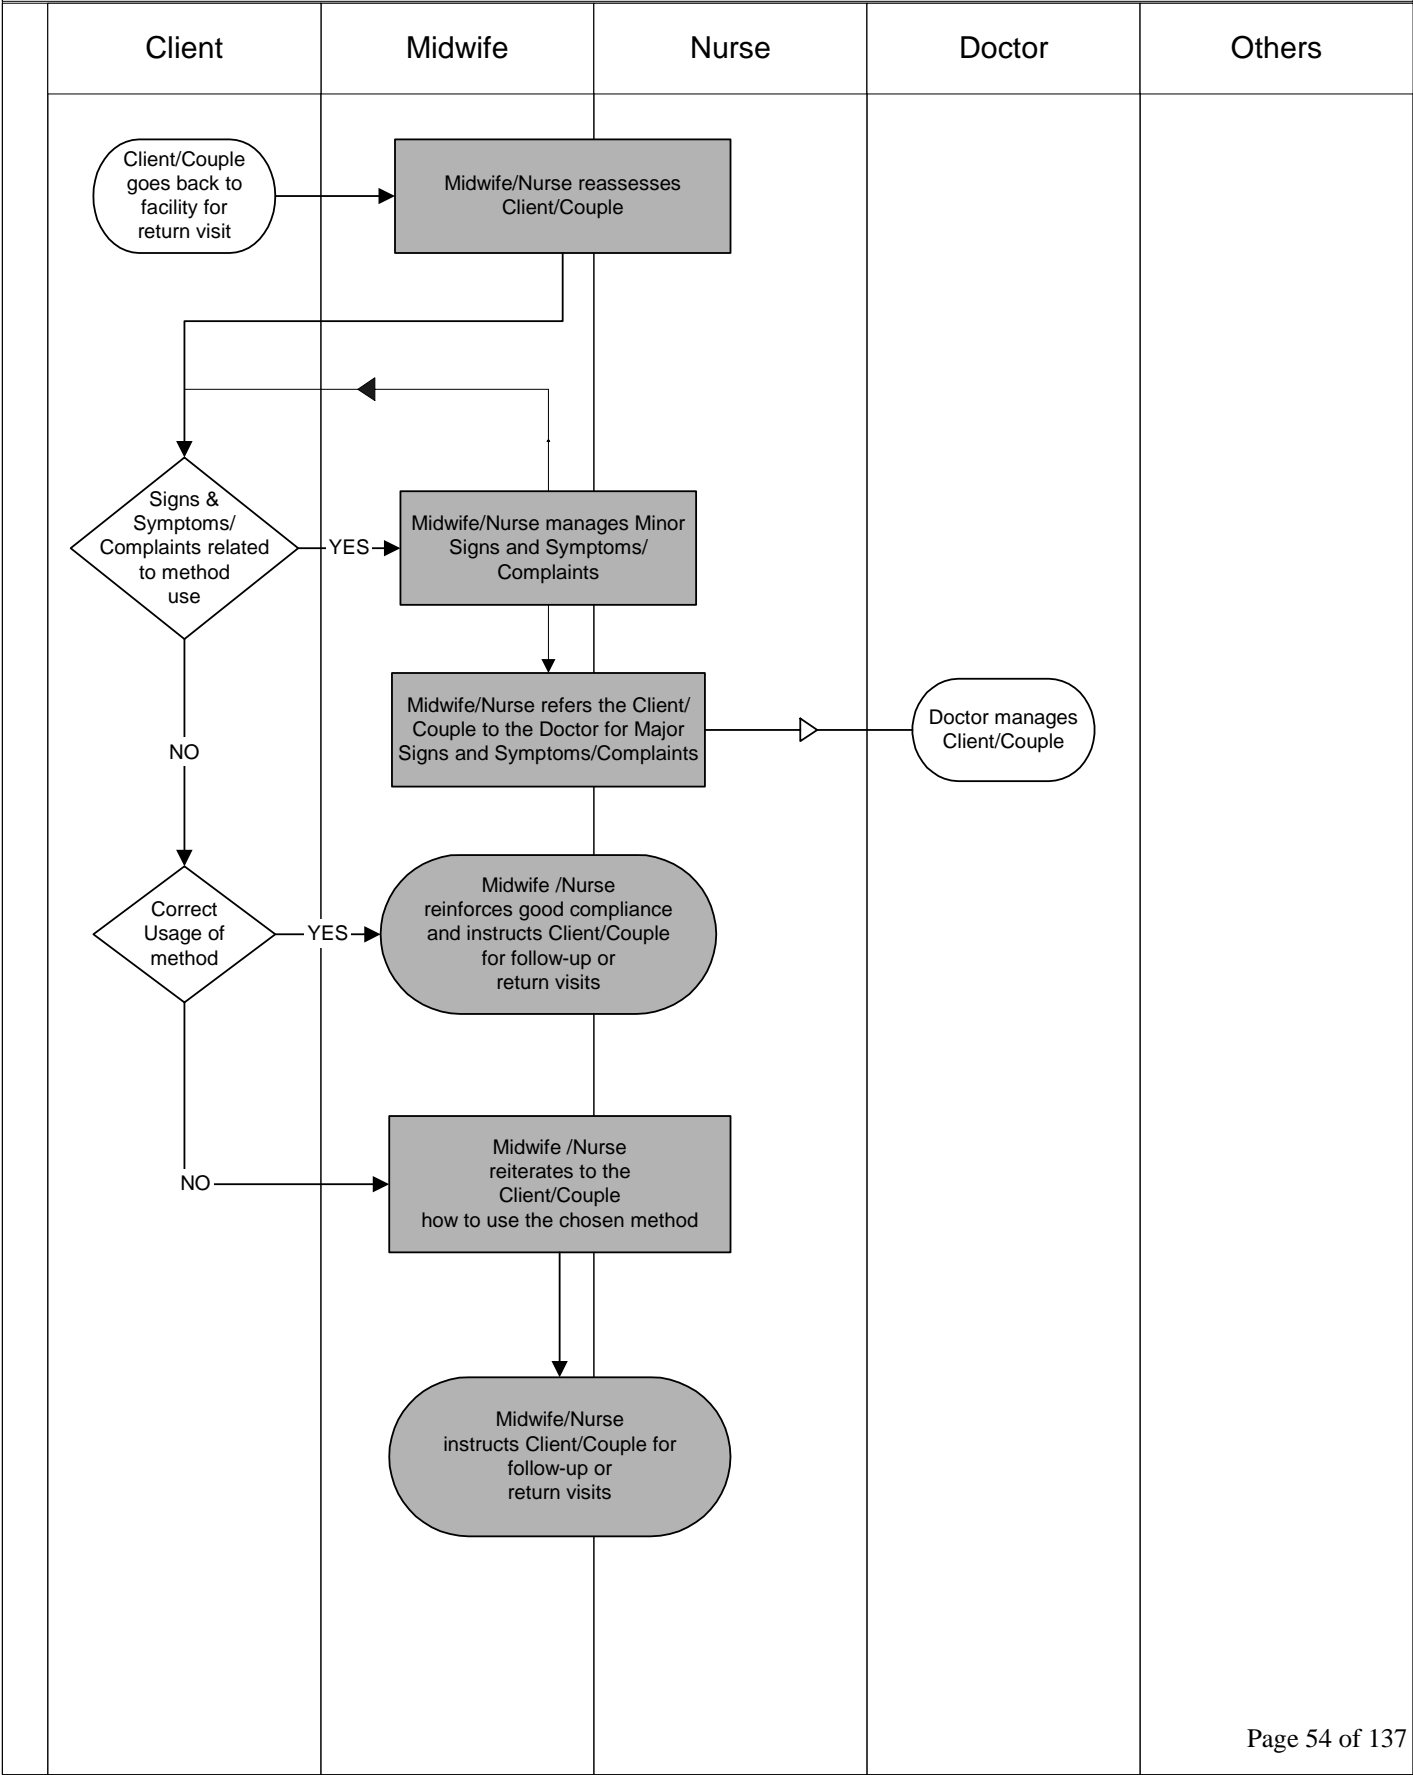 Client
Midwife
Nurse
Doctor
Others
Client/Couple
goes back to
facility for
return visit
Midwife/Nurse reassesses
Client/Couple
Signs &
Symptoms/
Complaints related
to method
use
YES
Midwife/Nurse manages Minor
Signs and Symptoms/
Complaints
Midwife/Nurse refers the Client/
Couple to the Doctor for Major
Signs and Symptoms/Complaints
Doctor manages
Client/Couple
NO
Correct
Usage of
method
YES
Midwife /Nurse
reinforces good compliance
and instructs Client/Couple
for follow-up or
return visits
NO
Midwife /Nurse
reiterates to the
Client/Couple
how to use the chosen method
Midwife/Nurse
instructs Client/Couple for
follow-up or
return visits
Page 54 of 137